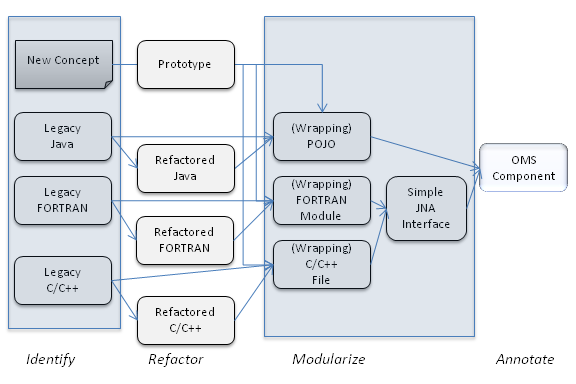 New Concept
Prototype
Legacy
Java
(Wrapping)
POJO
Refactored
Java
OMS
Component
Legacy
FORTRAN
(Wrapping)
FORTRAN
Module
Simple
JNA
Interface
Refactored
FORTRAN
Legacy
C/C++
(Wrapping)
C/C++
File
Refactored
C/C++
Identify
Refactor
Modularize
Annotate